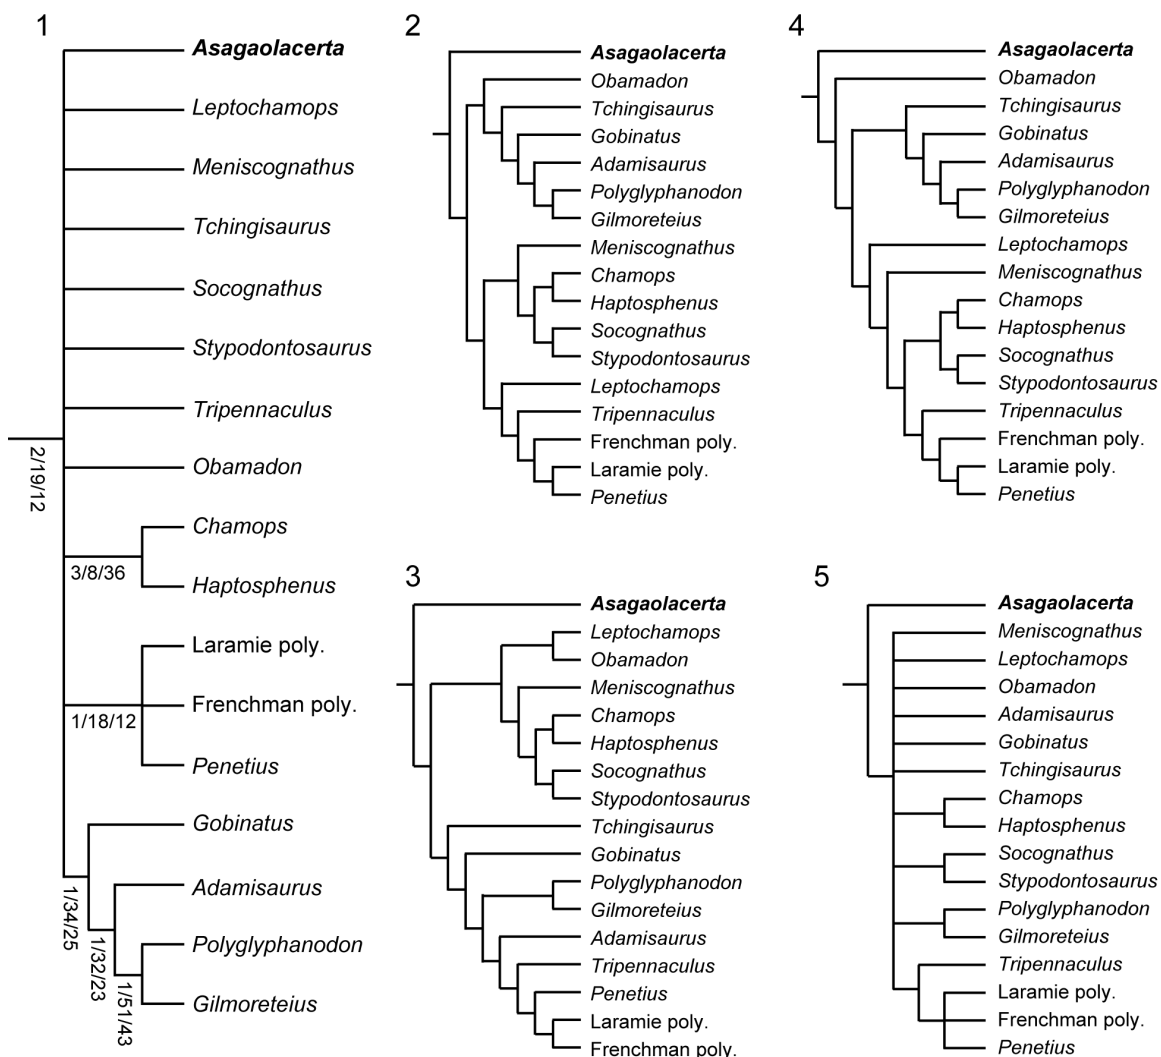 1
Asagaolacerta
Leptochamops
Meniscognathus
Tchingisaurus
Socognathus
Stypodontosaurus
Tripennaculus
Obamadon
Chamops
Haptosphenus
Laramie poly.
Frenchman poly.
Penetius
Gobinatus
Adamisaurus
Polyglyphanodon
Gilmoreteius
2/19/12
3/8/36
1/18/12
1/34/25
1/32/23
1/51/43
2
Asagaolacerta
Obamadon
Tchingisaurus
Gobinatus
Adamisaurus
Polyglyphanodon
Gilmoreteius
Meniscognathus
Chamops
Haptosphenus
Socognathus
Stypodontosaurus
Leptochamops
Tripennaculus
Frenchman poly.
Laramie poly.
Penetius
3
Asagaolacerta
Leptochamops
Obamadon
Meniscognathus
Chamops
Haptosphenus
Socognathus
Stypodontosaurus
Tchingisaurus
Gobinatus
Polyglyphanodon
Gilmoreteius
Adamisaurus
Tripennaculus
Penetius
Laramie poly.
Frenchman poly.
4
Asagaolacerta
Obamadon
Tchingisaurus
Gobinatus
Adamisaurus
Polyglyphanodon
Gilmoreteius
Leptochamops
Meniscognathus
Chamops
Haptosphenus
Socognathus
Stypodontosaurus
Tripennaculus
Frenchman poly.
Laramie poly.
Penetius
5
Asagaolacerta
Meniscognathus
Leptochamops
Obamadon
Adamisaurus
Gobinatus
Tchingisaurus
Chamops
Haptosphenus
Socognathus
Stypodontosaurus
Polyglyphanodon
Gilmoreteius
Tripennaculus
Laramie poly.
Frenchman poly.
Penetius